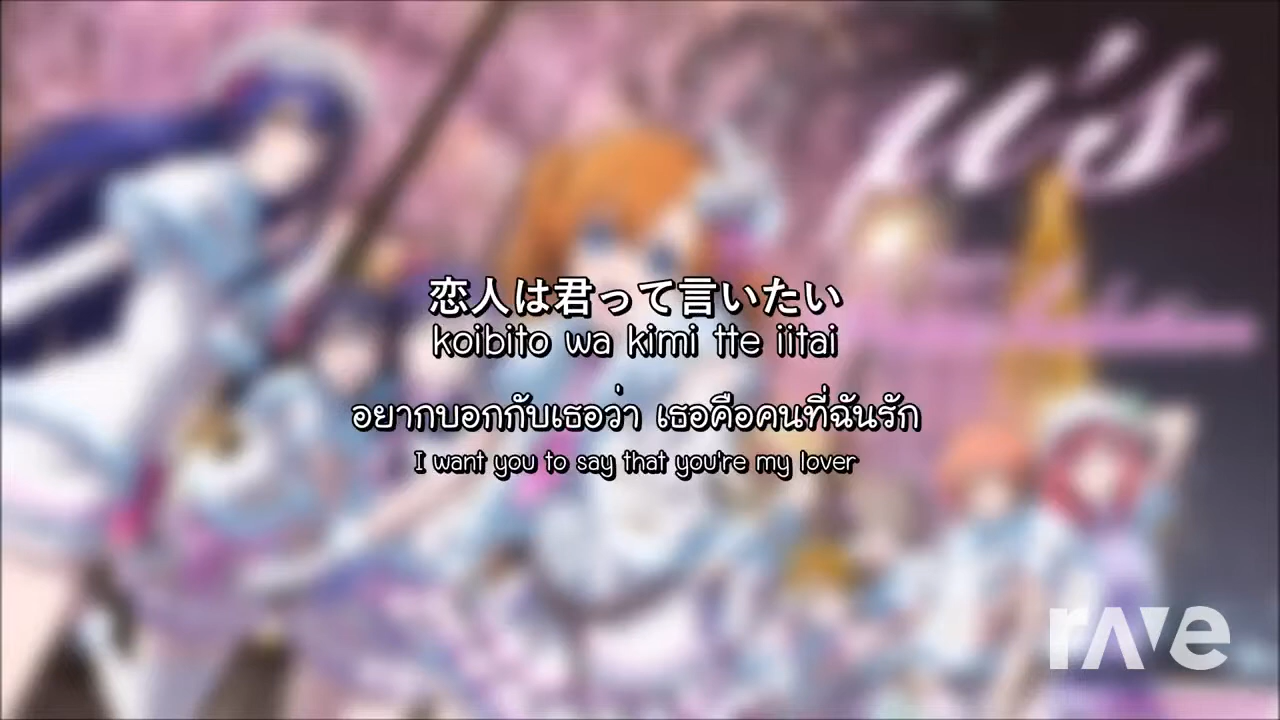 μ's
恋人は君って言いたい
koibito wa kimi tte iitai
อยากบอกกับเธอว่า เธอคือคนที่ฉันรัก
I want you to say that you're my lover
rave